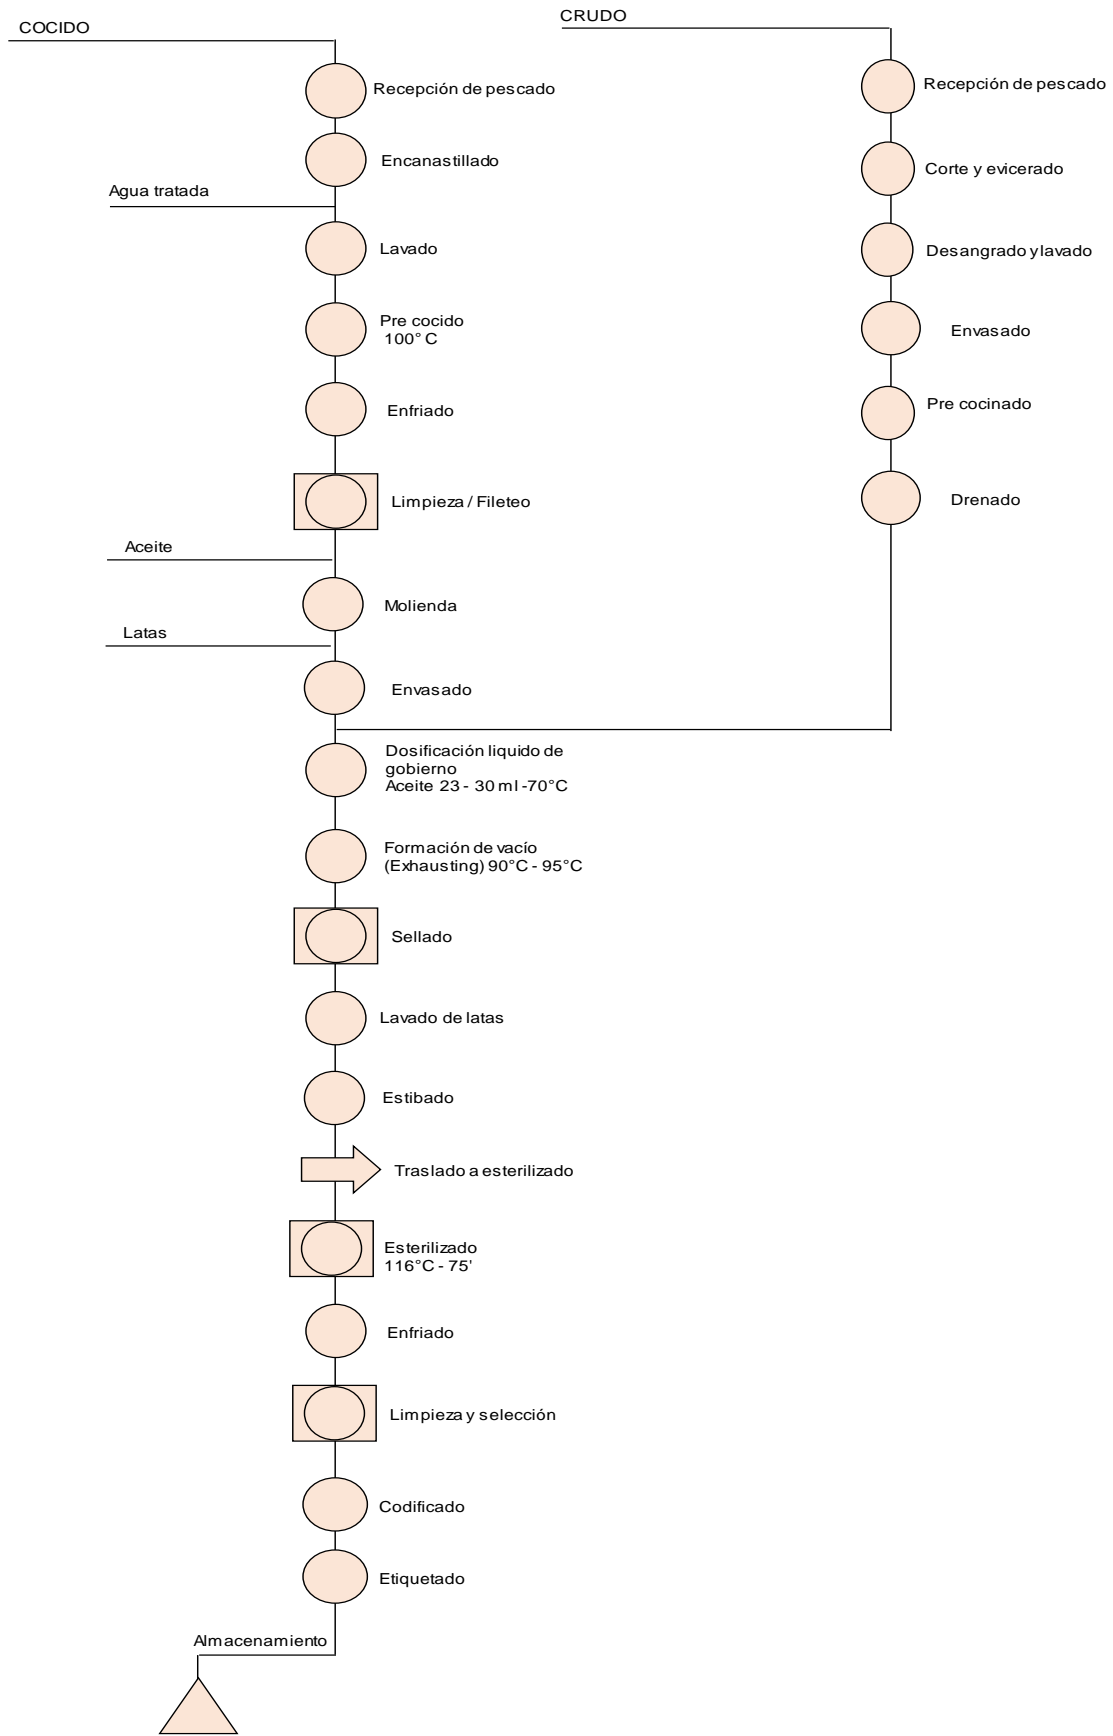 COCIDO
Recepción de pescado
Encanastillado
Agua tratada
Lavado
Pre cocido
100° C
Enfriado
Limpieza / Fileteo
Aceite
Molienda
Latas
Envasado
CRUDO
Recepción de pescado
Corte y evicerado
Desangrado y lavado
Envasado
Pre cocinado
Drenado
Dosificación liquido de
gobierno
Aceite 23 - 30 ml -70°C
Formación de vacío
(Exhausting) 90°C - 95°C
Sellado
Lavado de latas
Estibado
Traslado a esterilizado
Esterilizado
116°C - 75'
Enfriado
Limpieza y selección
Codificado
Etiquetado
Almacenamiento